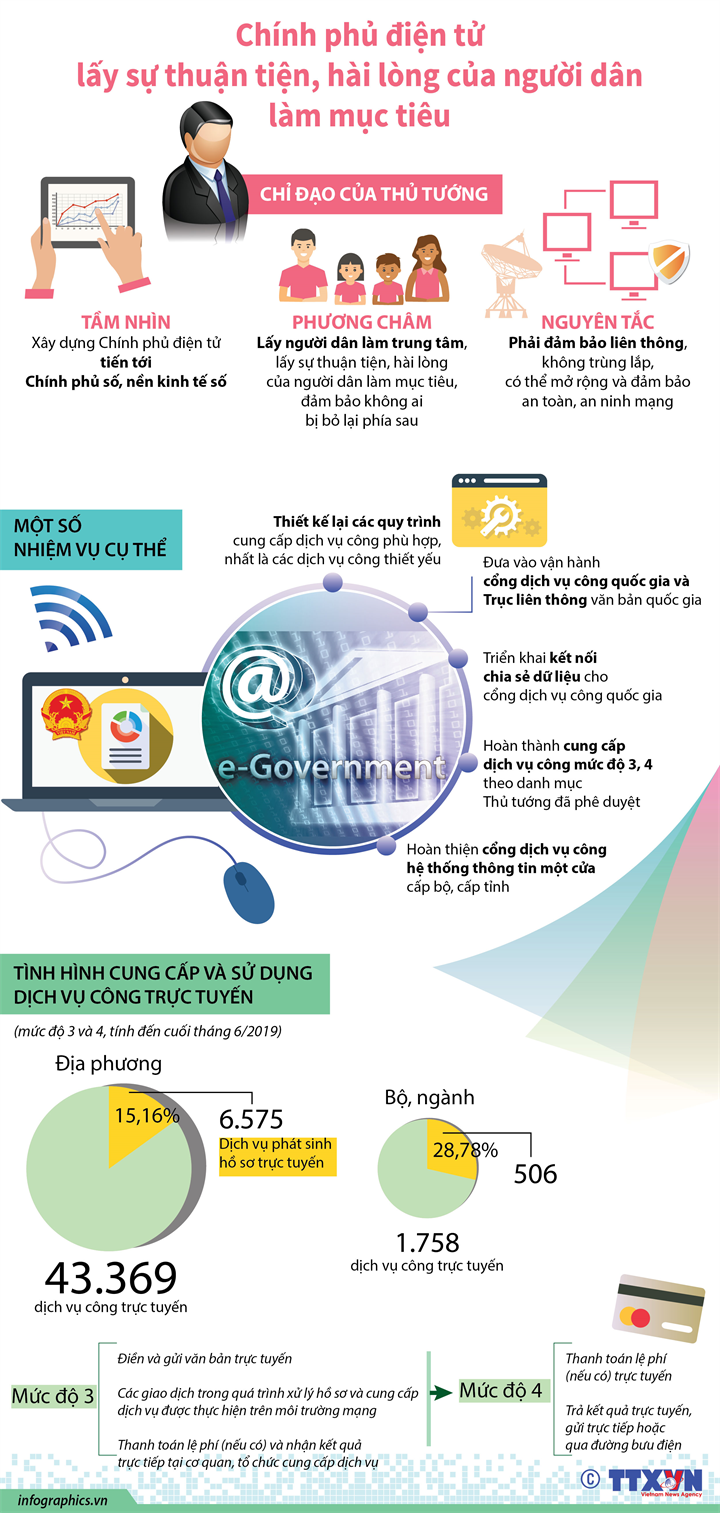 Chính phủ điện tử
lấy sự thuận tiện, hài lòng của người dân
làm mục tiêu
CHỈ ĐẠO CỦA THỦ TƯỚNG
TẦM NHÌN
Xây dựng Chính phủ điện tử
tiến tới
Chính phủ số, nền kinh tế số
PHƯƠNG CHÂM
Lấy người dân làm trung tâm,
lấy sự thuận tiện, hài lòng
của người dân làm mục tiêu,
đảm bảo không ai
bị bỏ lại phía sau
NGUYÊN TẮC
Phải đảm bảo liên thông,
không trùng lắp,
có thể mở rộng và đảm bảo
an toàn, an ninh mạng
MỘT SỐ
NHIỆM VỤ CỤ THỂ
Thiết kế lại các quy trình
cung cấp dịch vụ công phù hợp,
nhất là các dịch vụ công thiết yếu
Đưa vào vận hành
cổng dịch vụ công quốc gia và
Trục liên thông văn bản quốc gia
Triển khai kết nối
chia sẻ dữ liệu cho
cổng dịch vụ công quốc gia
@
e-Government
Hoàn thành cung cấp
dịch vụ công mức độ 3, 4
theo danh mục
Thủ tướng đã phê duyệt
Hoàn thiện cổng dịch vụ công
hệ thống thông tin một cửa
cấp bộ, cấp tỉnh
TÌNH HÌNH CUNG CẤP VÀ SỬ DỤNG
DỊCH VỤ CÔNG TRỰC TUYẾN
(mức độ 3 và 4, tính đến cuối tháng 6/2019)
Địa phương
15,16%
6.575
Dịch vụ phát sinh
hồ sơ trực tuyến
43.369
dịch vụ công trực tuyến
Bộ, ngành
28,78%
506
1.758
dịch vụ công trực tuyến
Mức độ 3
Điền và gửi văn bản trực tuyến
Các giao dịch trong quá trình xử lý hồ sơ và cung cấp
dịch vụ được thực hiện trên môi trường mạng
Thanh toán lệ phí (nếu có) và nhận kết quả
trực tiếp tại cơ quan, tổ chức cung cấp dịch vụ
Mức độ 4
Thanh toán lệ phí
(nếu có) trực tuyến
Trả kết quả trực tuyến,
gửi trực tiếp hoặc
qua đường bưu điện
© TTXVN
Vietnam News Agency
infographics.vn